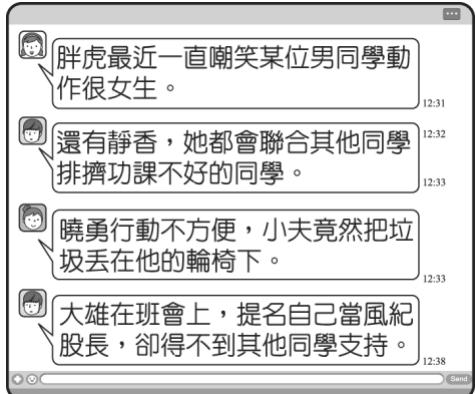 胖虎最近一直嘲笑某位男同學動
作很女生。
12:31
還有靜香，她都會聯合其他同學
12:32
排擠功課不好的同學。
12:33
曉勇行動不方便，小夫竟然把垃
圾丟在他的輪椅下。
12:33
大雄在班會上，提名自己當風紀
股長，卻得不到其他同學支持。
12:38
Send